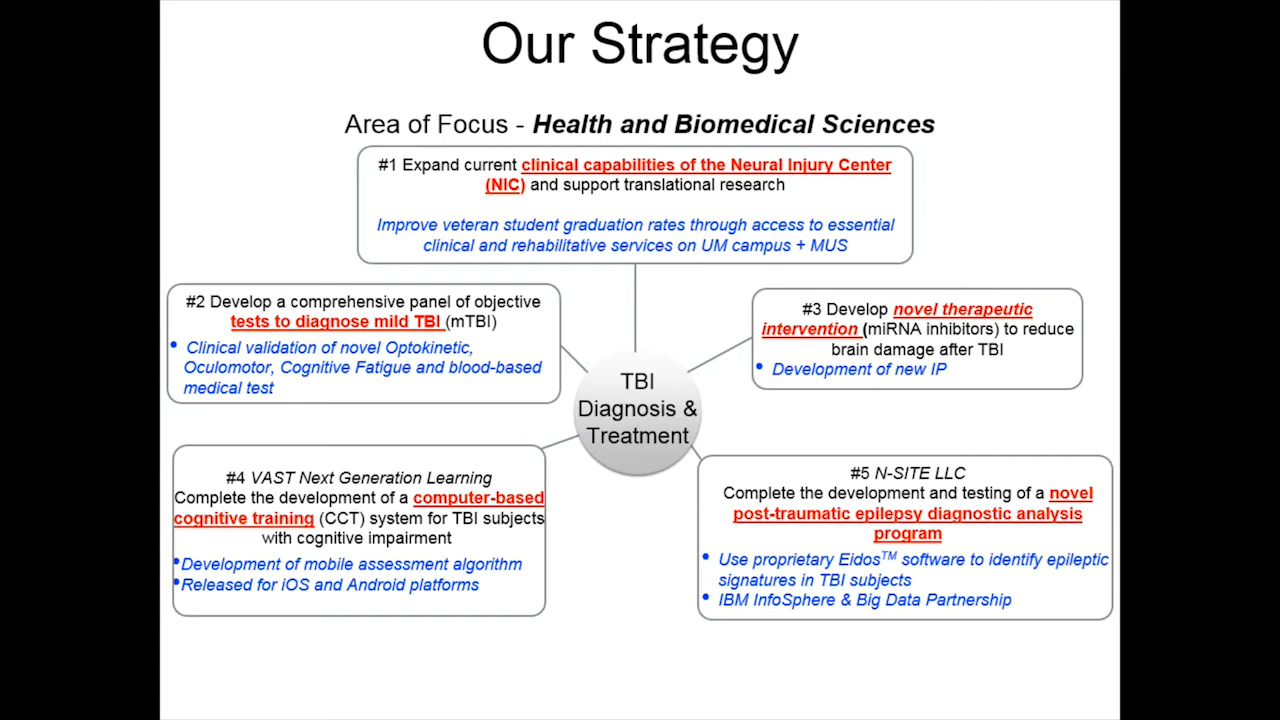 Our Strategy
Area of Focus - Health and Biomedical Sciences
#1 Expand current clinical capabilities of the Neural Injury Center
(NIC) and support translational research
Improve veteran student graduation rates through access to essential
clinical and rehabilitative services on UM campus + MUS
#2 Develop a comprehensive panel of objective
tests to diagnose mild TBI (mTBI)
• Clinical validation of novel Optokinetic,
Oculomotor, Cognitive Fatigue and blood-based
medical test
#3 Develop novel therapeutic
intervention (miRNA inhibitors) to reduce
brain damage after TBI
• Development of new IP
TBI
Diagnosis &
Treatment
#4 VAST Next Generation Learning
Complete the development of a computer-based
cognitive training (CCT) system for TBI subjects
with cognitive impairment
•Development of mobile assessment algorithm
•Released for iOS and Android platforms
#5 N-SITE LLC
Complete the development and testing of a novel
post-traumatic epilepsy diagnostic analysis
program
• Use proprietary Eidos™ software to identify epileptic
signatures in TBI subjects
• IBM InfoSphere & Big Data Partnership